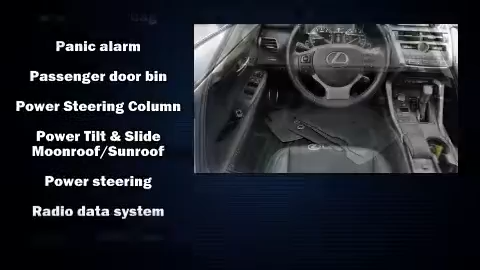 Panic alarm
Passenger door bin
Power Steering Column
Power Tilt & Slide
Moonroof/Sunroof
Power steering
Radio data system